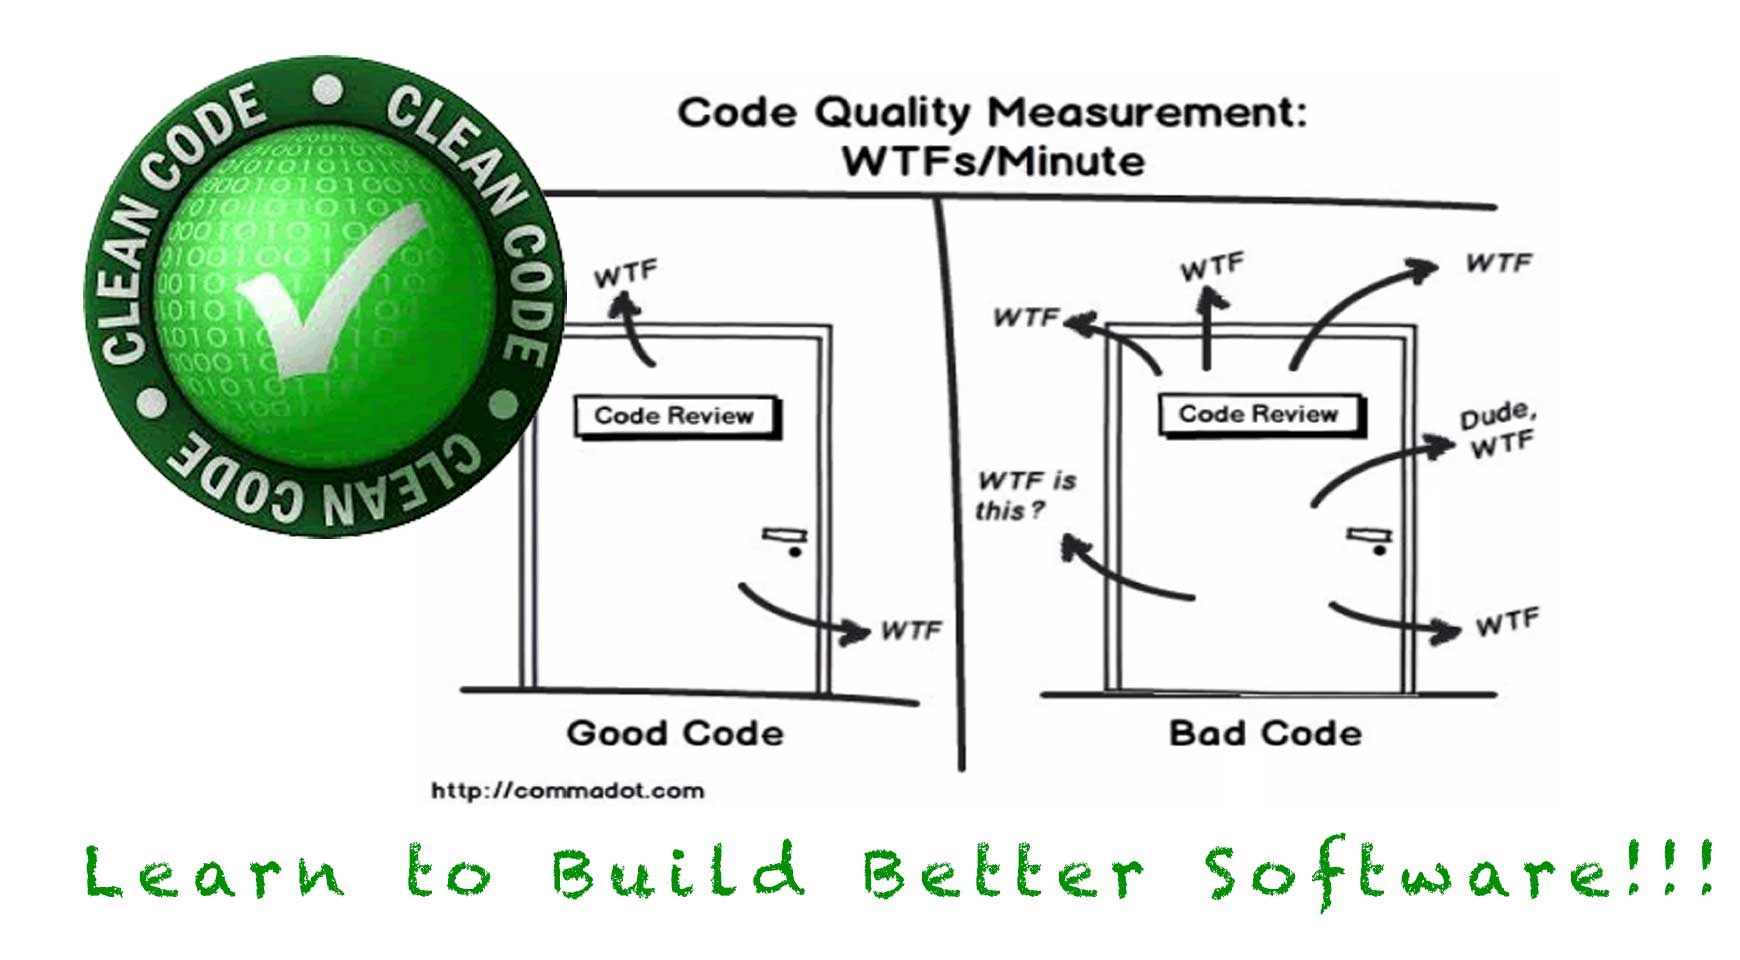 CLEAN CODE
CLEAN CODE
CLEAN CODE
Code Quality Measurement:
WTFs/Minute
WTF
Code Review
WTF
Good Code
WTF
WTF
WTF
Code Review
Dude,
WTF
WTF is
this?
WTF
Bad Code
http://commadot.com
Learn to Build Better Software!!!